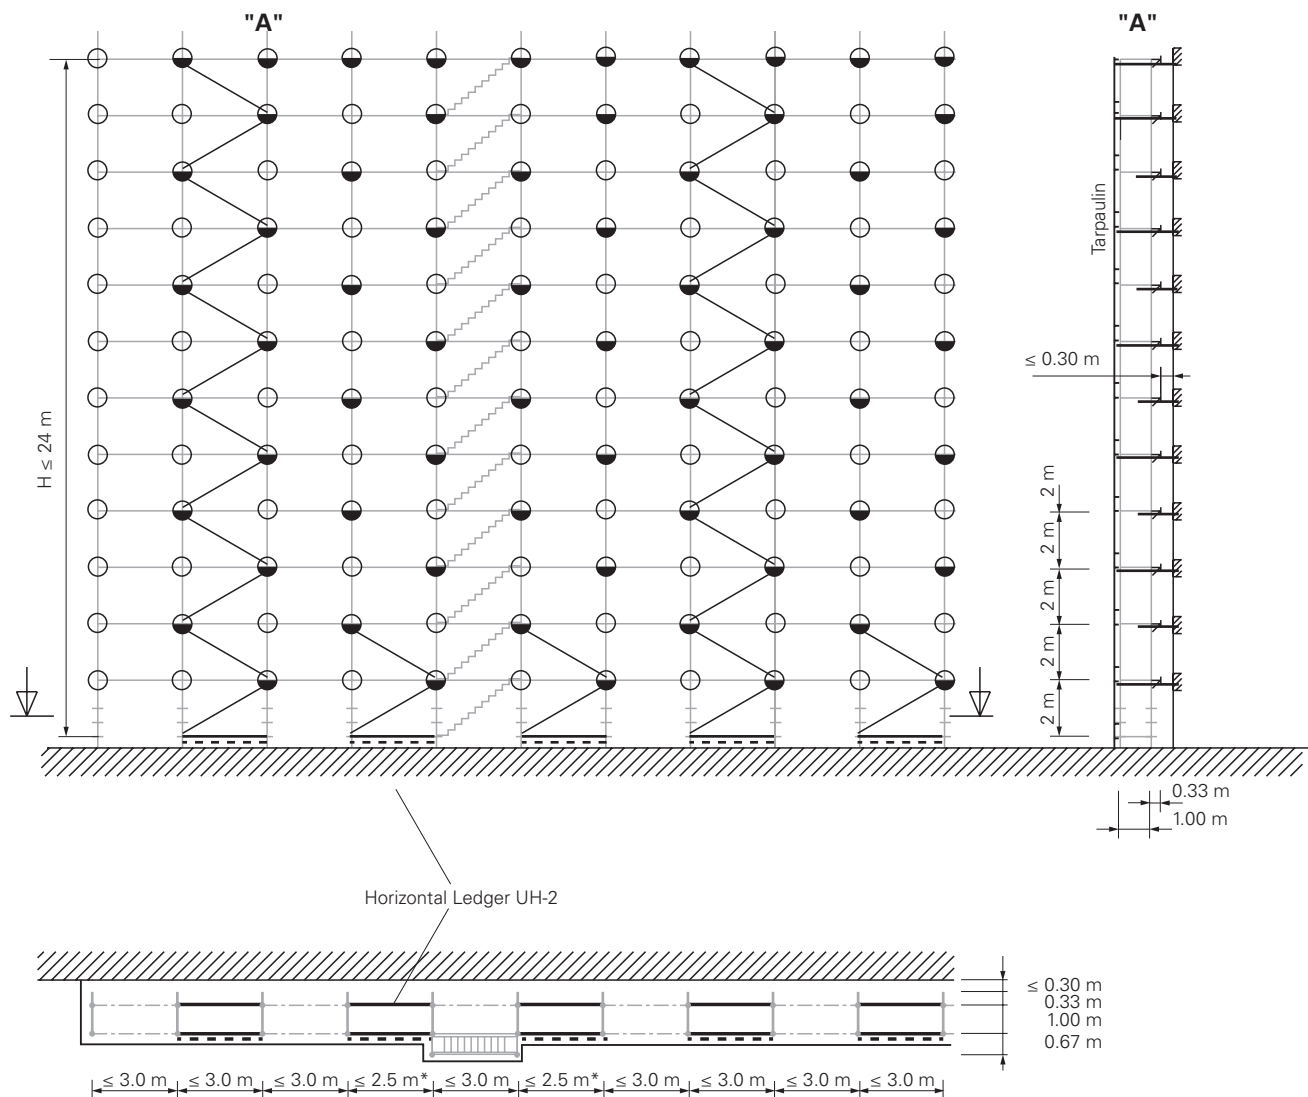 "A"
"A"
H ≤ 24 m
Tarpaulin
≤ 0.30 m
2 m
2 m
2 m
2 m
2 m
0.33 m
1.00 m
Horizontal Ledger UH-2
≤ 0.30 m
0.33 m
1.00 m
0.67 m
≤ 3.0 m ≤ 3.0 m ≤ 3.0 m ≤ 2.5 m* ≤ 3.0 m ≤ 2.5 m* ≤ 3.0 m ≤ 3.0 m ≤ 3.0 m ≤ 3.0 m